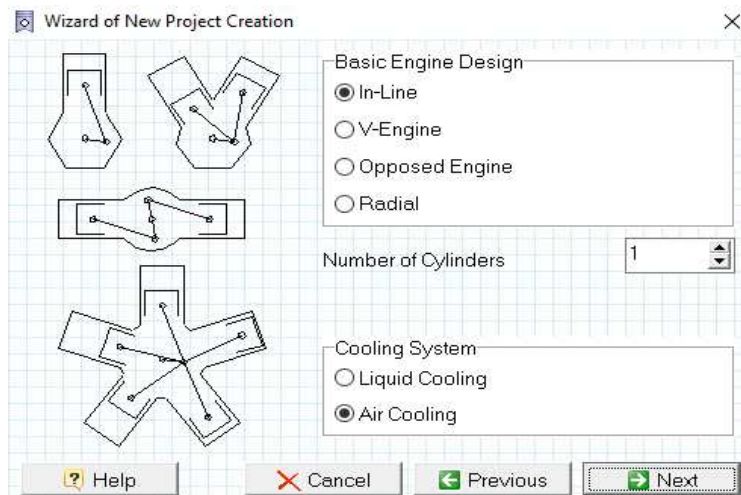 Wizard of New Project Creation
Basic Engine Design
In-Line
V-Engine
Opposed Engine
Radial
Number of Cylinders 1
Cooling System
Liquid Cooling
Air Cooling
Help Cancel Previous Next